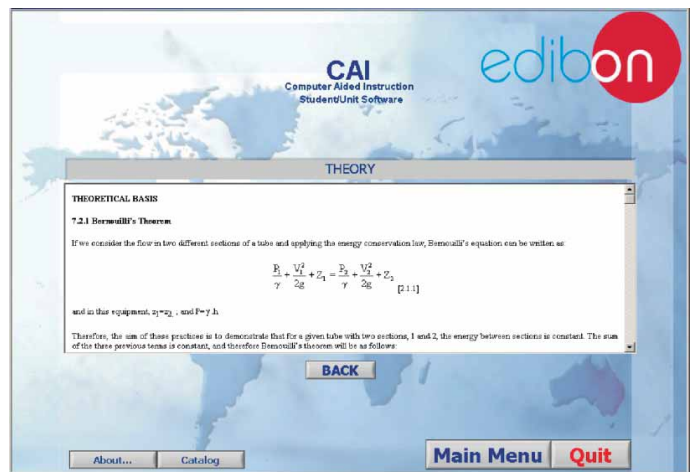 edibon
CAI
Computer Aided Instruction
Student/Unit Software
THEORY
THEORETICAL BASIS
7.2.1 Bernouilli's Theorem
If we consider the flow in two different sections of a tube and applying the energy conservation law, Bernouilli's equation can be written as:
P₁/γ + V₁²/2g + Z₁ = P₂/γ + V₂²/2g + Z₂ [2.1.1]
and in this equipment, z₁=z₂ , and P=γ.h
Therefore, the aim of these practices is to demonstrate that for a given tube with two sections, 1 and 2, the energy between sections is constant. The sum
of the three previous terms is constant, and therefore Bernouilli's theorem will be as follows:
BACK
About...
Catalog
Main Menu
Quit